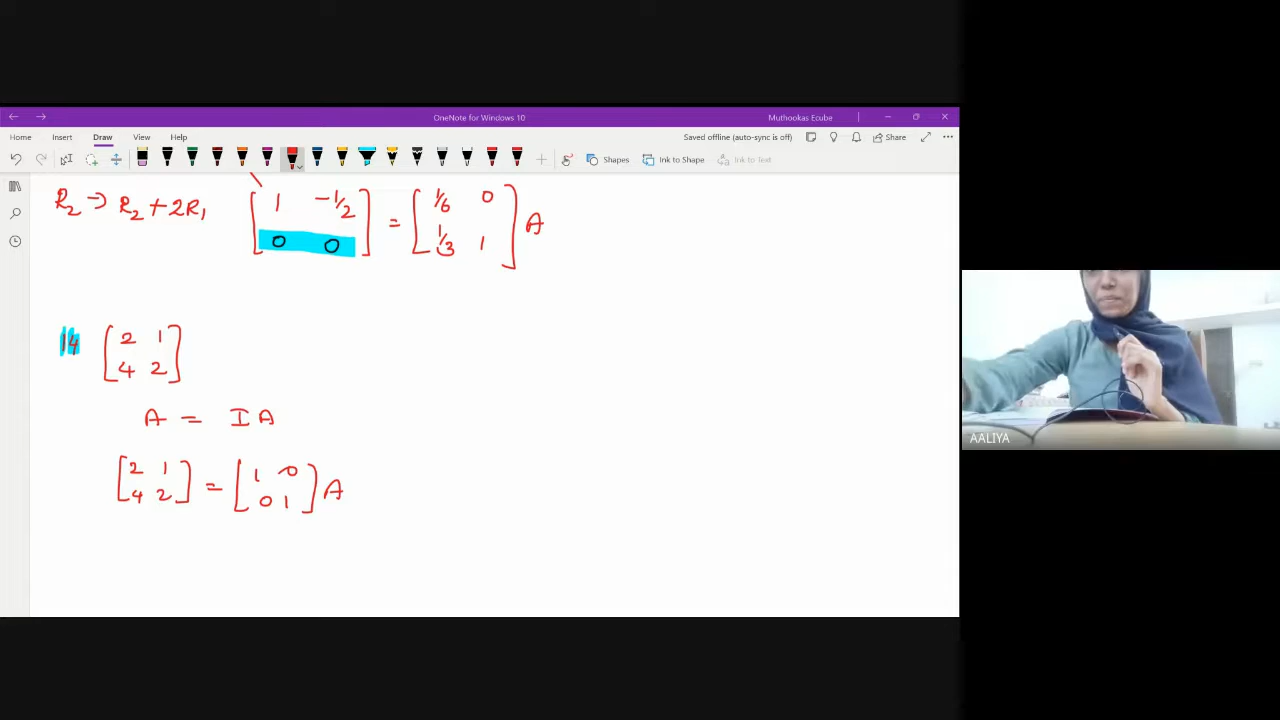 OneNote for Windows 10
Muthookas Ecube
Home Insert Draw View Help
Saved offline (auto-sync is off)
Share
Shapes
Ink to Shape
Ink to Text
R₂ → R₂ + 2R₁ [1 -1/2 = [1/6 0 A
0 0] 1/3 1]
14 [2 1
4 2]
A = IA
[2 1 = [1 0 A
4 2] 0 1]
AALIYA